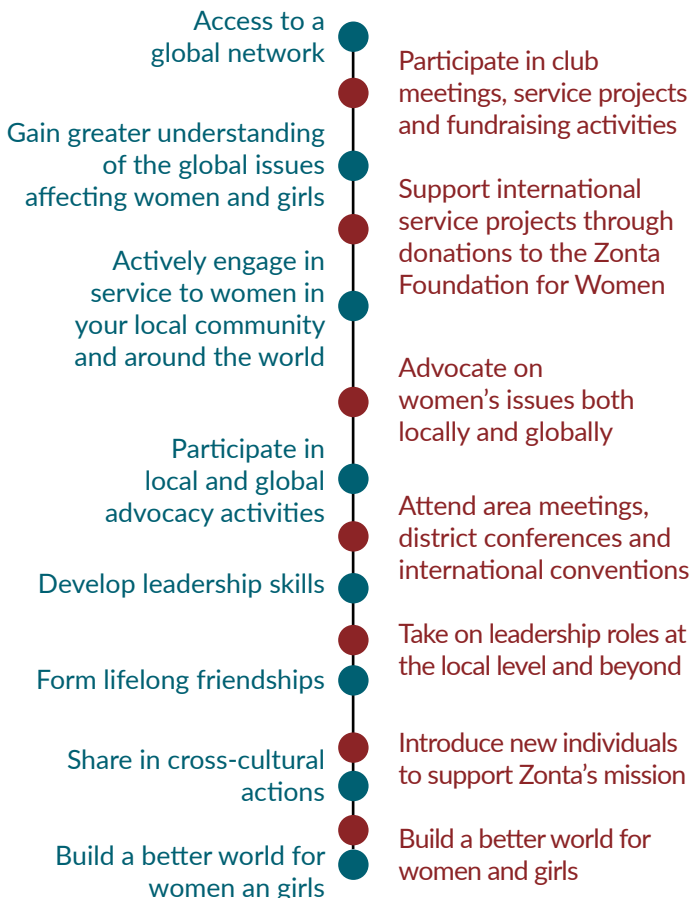 Access to a
global network
Participate in club
meetings, service projects
and fundraising activities
Gain greater understanding
of the global issues
affecting women and girls
Support international
service projects through
donations to the Zonta
Foundation for Women
Actively engage in
service to women in
your local community
and around the world
Advocate on
women’s issues both
locally and globally
Participate in
local and global
advocacy activities
Attend area meetings,
district conferences and
international conventions
Develop leadership skills
Take on leadership roles at
the local level and beyond
Form lifelong friendships
Introduce new individuals
to support Zonta’s mission
Share in cross-cultural
actions
Build a better world for
women and girls
Build a better world for
women an girls